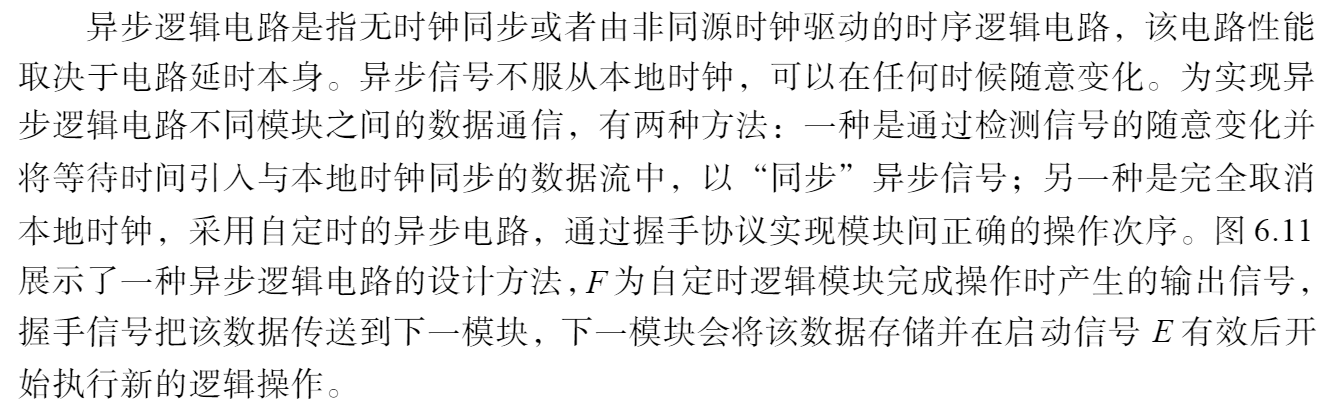 异步逻辑电路是指无时钟同步或者由非同源时钟驱动的时序逻辑电路，该电路性能
取决于电路延时本身。异步信号不服从本地时钟，可以在任何时候随意变化。为实现异
步逻辑电路不同模块之间的数据通信，有两种方法：一种是通过检测信号的随意变化并
将等待时间引入与本地时钟同步的数据流中，以“同步”异步信号；另一种是完全取消
本地时钟，采用自定时的异步电路，通过握手协议实现模块间正确的操作次序。图 6.11
展示了一种异步逻辑电路的设计方法，F 为自定时逻辑模块完成操作时产生的输出信号，
握手信号把该数据传送到下一模块，下一模块会将该数据存储并在启动信号 E 有效后开
始执行新的逻辑操作。